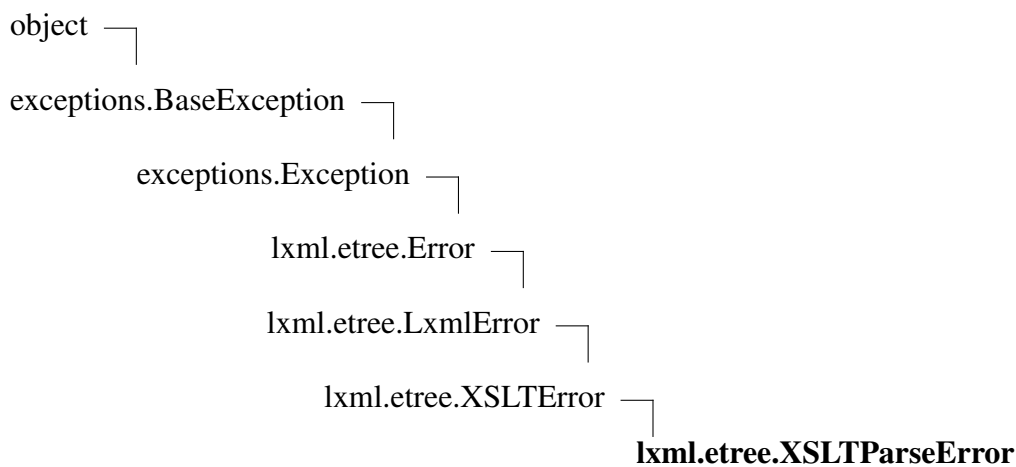 object
exceptions.BaseException
exceptions.Exception
lxml.etree.Error
lxml.etree.LxmlError
lxml.etree.XSLTError
lxml.etree.XSLTParseError